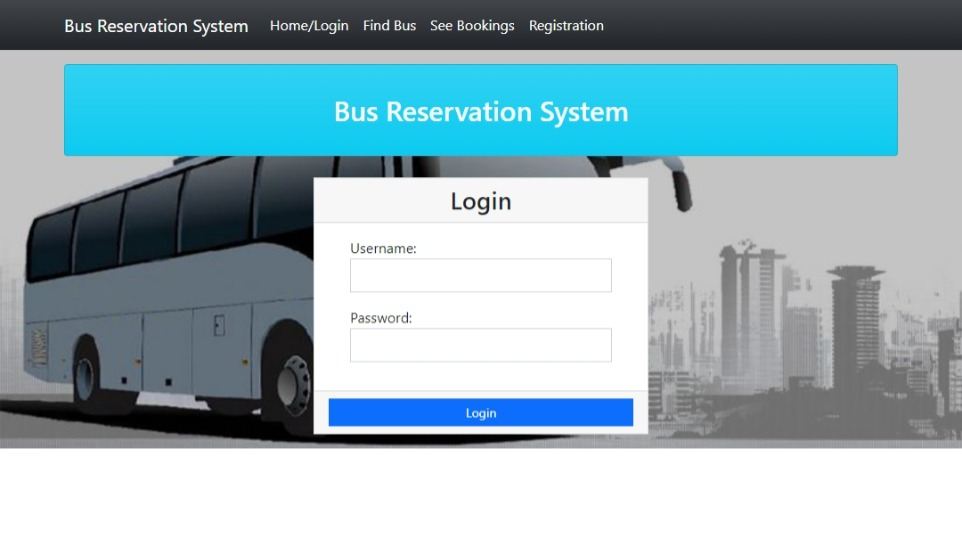 Bus Reservation System Home/Login Find Bus See Bookings Registration
Bus Reservation System
Login
Username:
Password:
Login